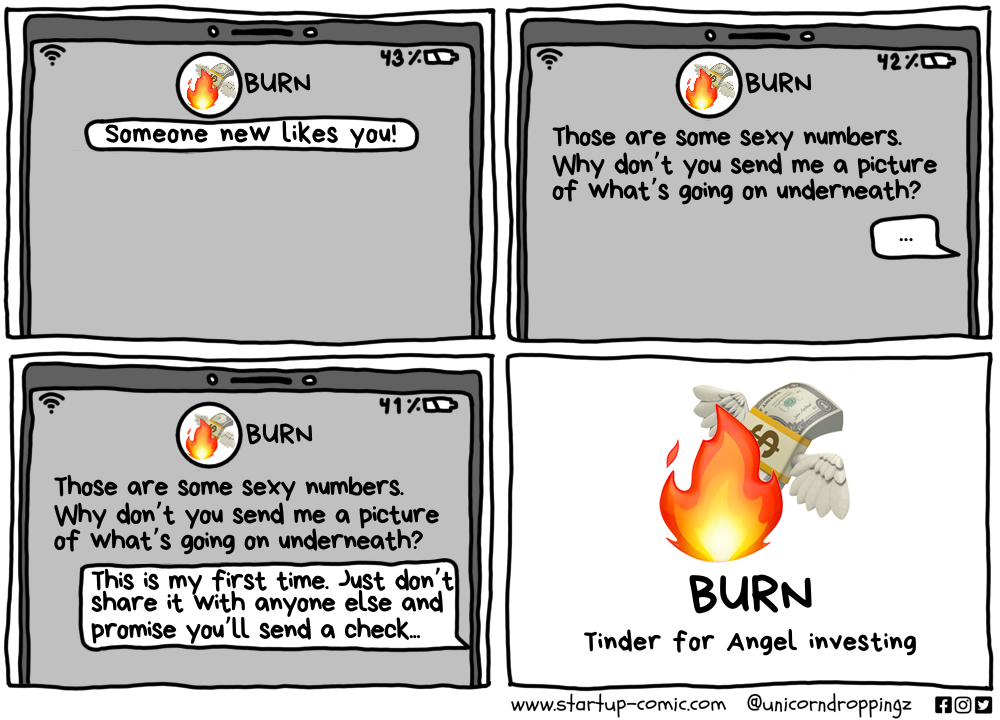 43%
BURN
Someone new likes you!
42%
BURN
Those are some sexy numbers.
Why don't you send me a picture
of what's going on underneath?
...
41%
BURN
Those are some sexy numbers.
Why don't you send me a picture
of what's going on underneath?
This is my first time. Just don't
share it with anyone else and
promise you'll send a check...
$
BURN
Tinder for Angel investing
www.startup-comic.com @unicorndroppingz